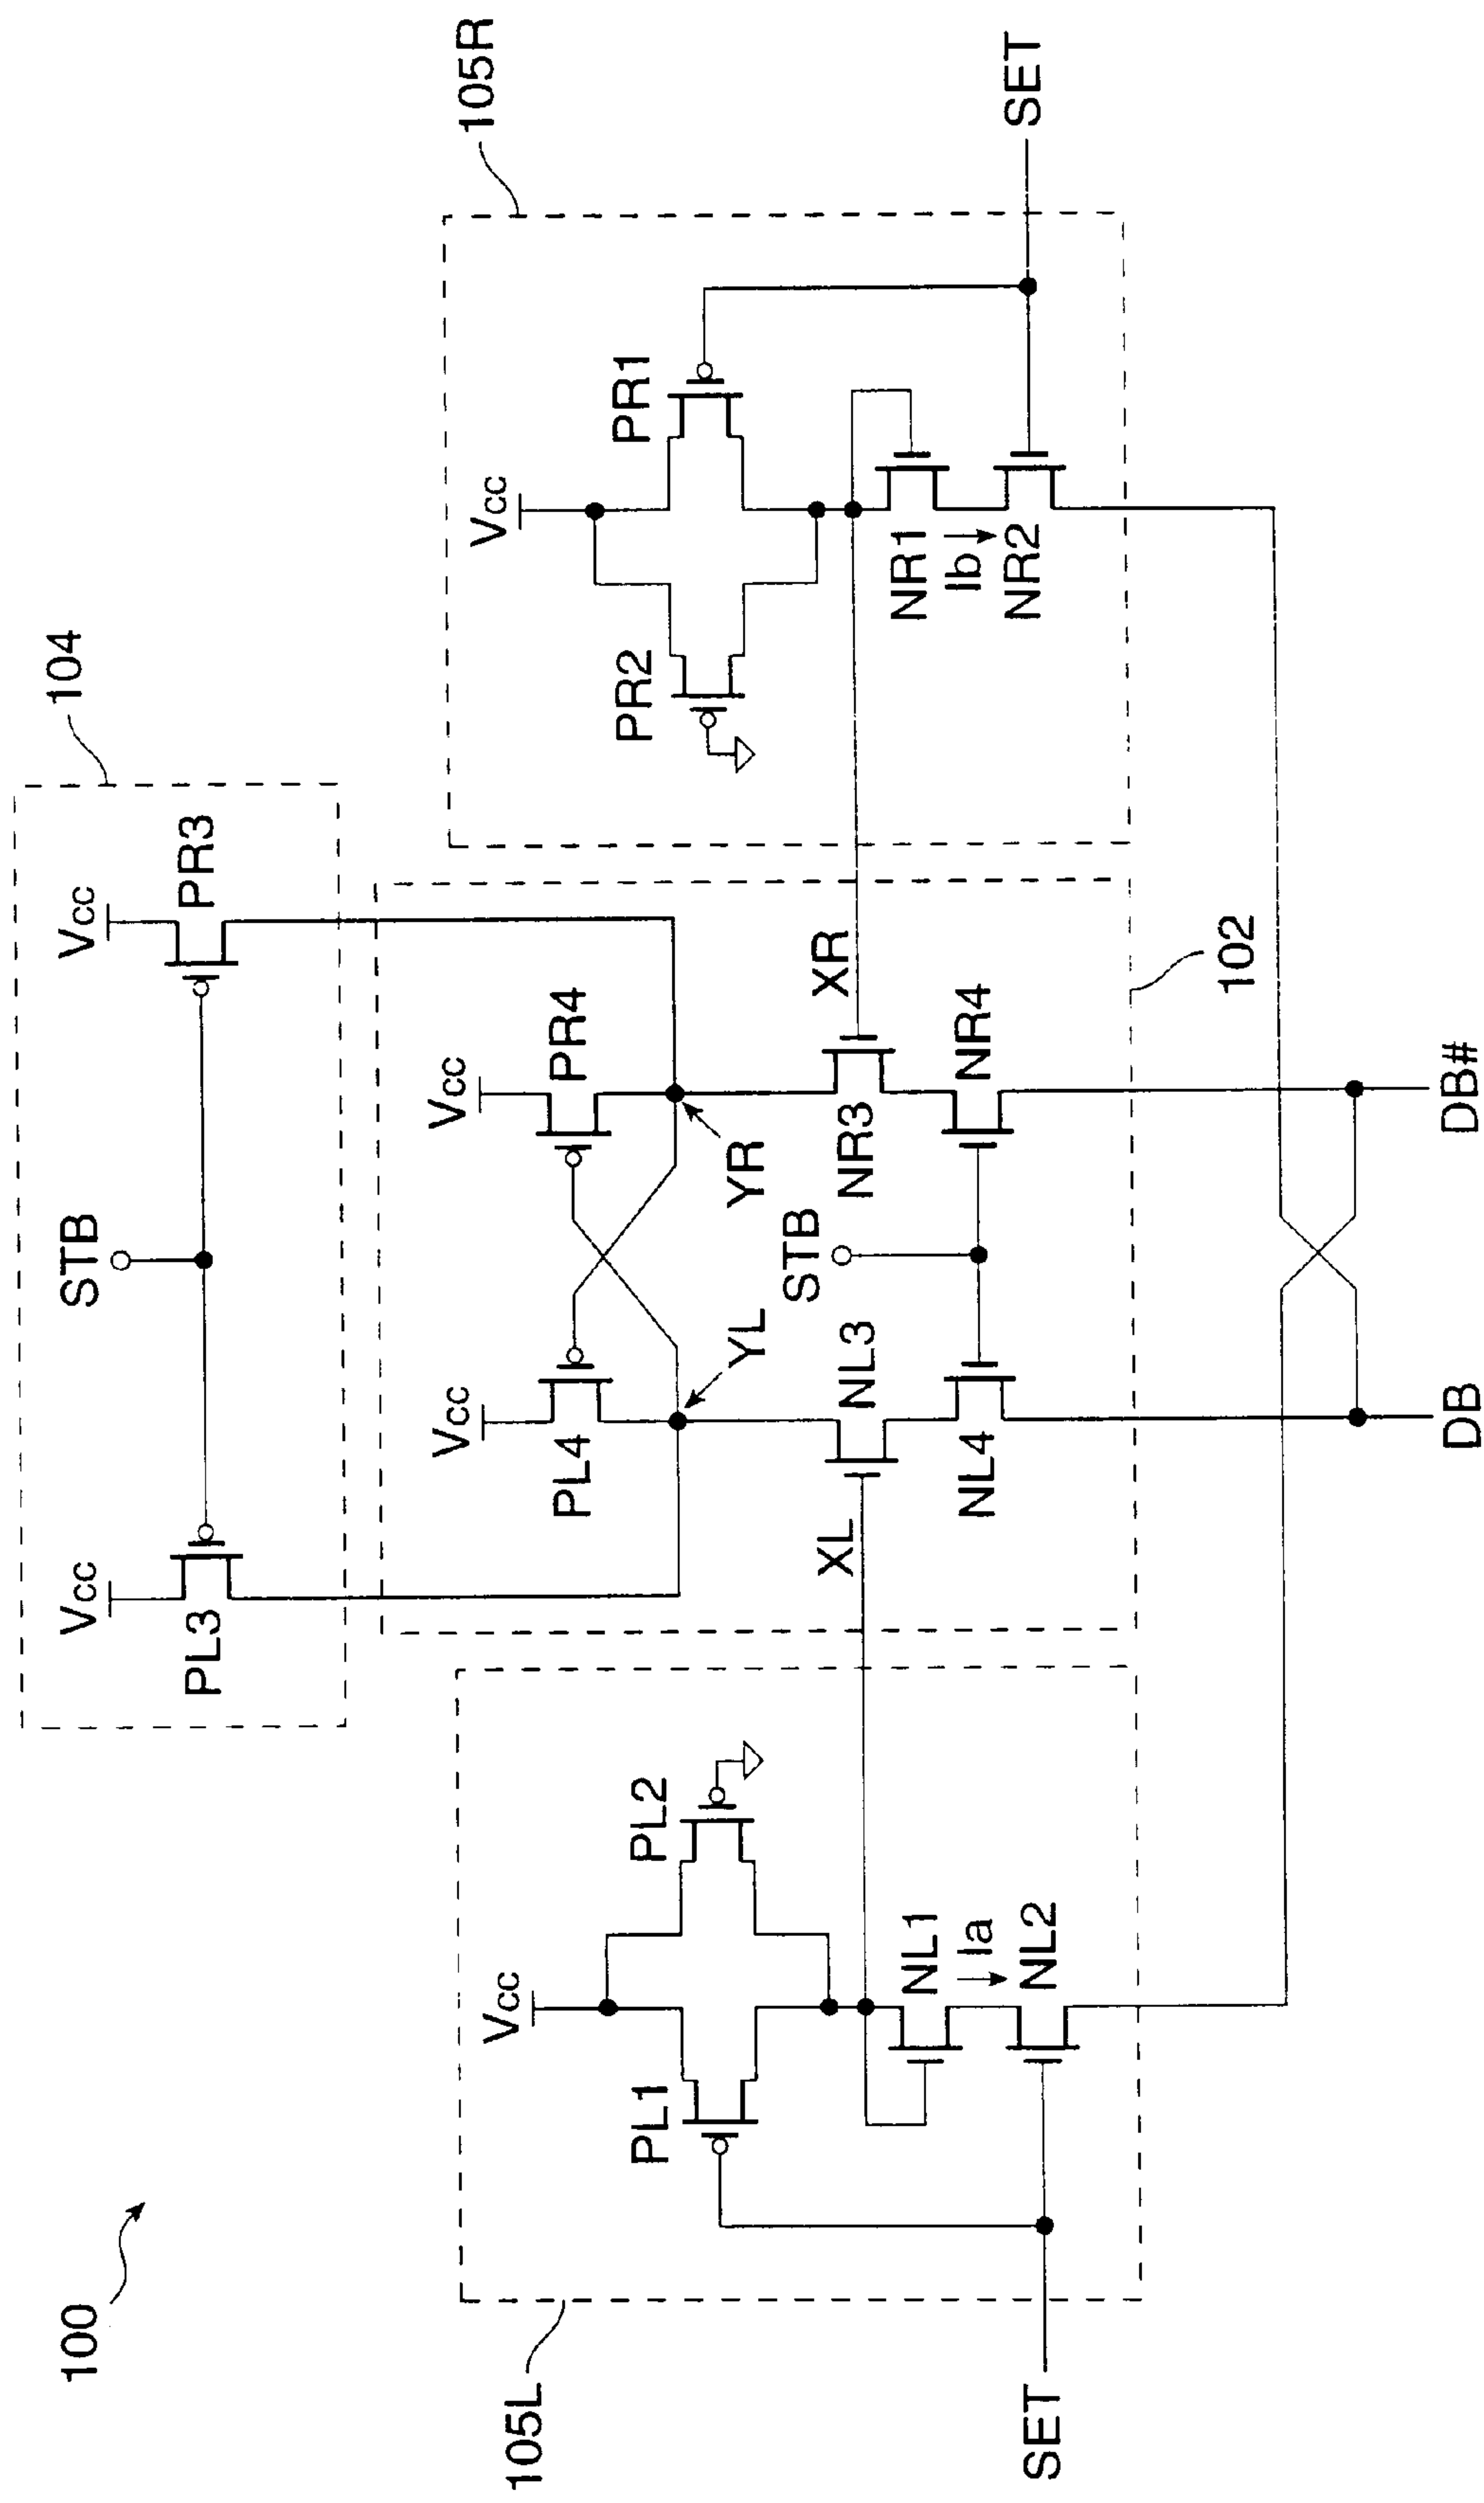 100
104
Vcc
STB
Vcc
PL3
PR3
105L
105R
Vcc
Vcc
Vcc
Vcc
PL1
PL2
PL4
PR4
PR2
PR1
YL
YR
XL
STB
XR
NL3
NR3
NL1
Ia
NL2
NL4
NR4
NR1
Ib
NR2
SET
SET
102
DB
DB#